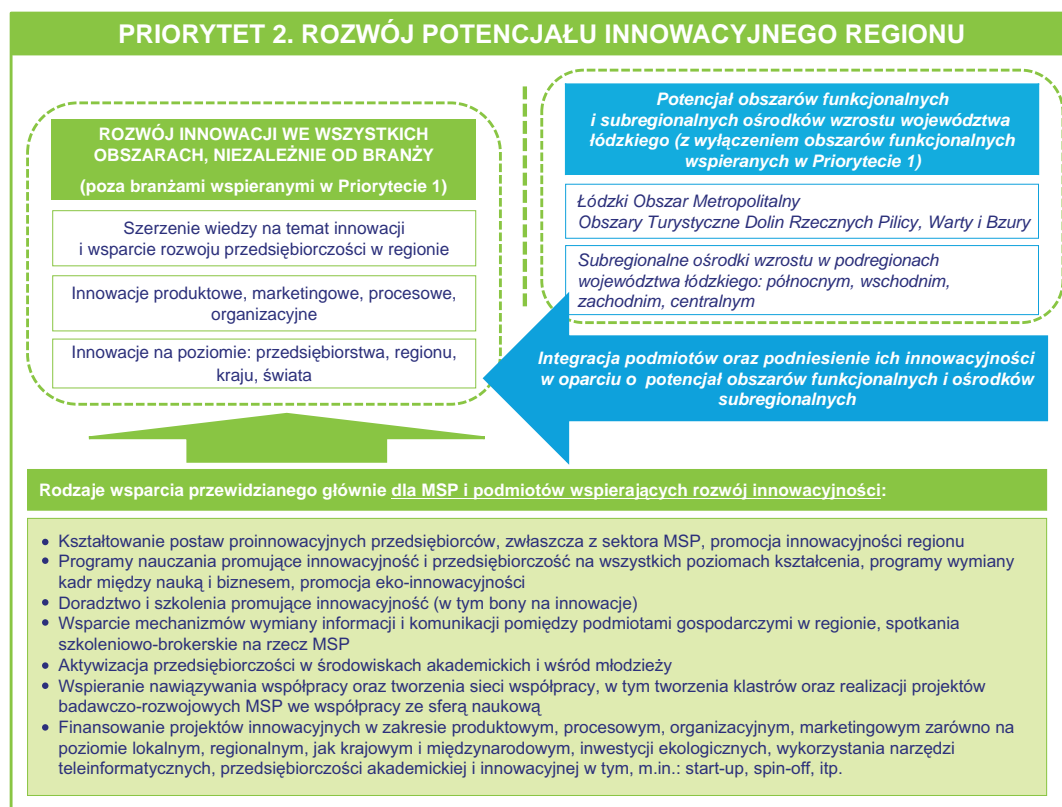 PRIORYTET 2. ROZWÓJ POTENCJAŁU INNOWACYJNEGO REGIONU
ROZWÓJ INNOWACJI WE WSZYSTKICH
OBSZARACH, NIEZALEŻNIE OD BRANŻY
(poza branżami wspieranymi w Priorytecie 1)
Szerzenie wiedzy na temat innowacji
i wsparcie rozwoju przedsiębiorczości w regionie
Innowacje produktowe, marketingowe, procesowe,
organizacyjne
Innowacje na poziomie: przedsiębiorstwa, regionu,
kraju, świata
Potencjał obszarów funkcjonalnych
i subregionalnych ośrodków wzrostu województwa
łódzkiego (z wyłączeniem obszarów funkcjonalnych
wspieranych w Priorytecie 1)
Łódzki Obszar Metropolitalny
Obszary Turystyczne Dolin Rzecznych Pilicy, Warty i Bzury
Subregionalne ośrodki wzrostu w podregionach
województwa łódzkiego: północnym, wschodnim,
zachodnim, centralnym
Integracja podmiotów oraz podniesienie ich innowacyjności
w oparciu o potencjał obszarów funkcjonalnych i ośrodków
subregionalnych
Rodzaje wsparcia przewidzianego głównie dla MSP i podmiotów wspierających rozwój innowacyjności:
• Kształtowanie postaw proinnowacyjnych przedsiębiorców, zwłaszcza z sektora MSP, promocja innowacyjności regionu
• Programy nauczania promujące innowacyjność i przedsiębiorczość na wszystkich poziomach kształcenia, programy wymiany
kadr między nauką i biznesem, promocja eko-innowacyjności
• Doradztwo i szkolenia promujące innowacyjność (w tym bony na innowacje)
• Wsparcie mechanizmów wymiany informacji i komunikacji pomiędzy podmiotami gospodarczymi w regionie, spotkania
szkoleniowo-brokerskie na rzecz MSP
• Aktywizacja przedsiębiorczości w środowiskach akademickich i wśród młodzieży
• Wspieranie nawiązywania współpracy oraz tworzenia sieci współpracy, w tym tworzenia klastrów oraz realizacji projektów
badawczo-rozwojowych MSP we współpracy ze sferą naukową
• Finansowanie projektów innowacyjnych w zakresie produktowym, procesowym, organizacyjnym, marketingowym zarówno na
poziomie lokalnym, regionalnym, jak krajowym i międzynarodowym, inwestycji ekologicznych, wykorzystania narzędzi
teleinformatycznych, przedsiębiorczości akademickiej i innowacyjnej w tym, m.in.: start-up, spin-off, itp.